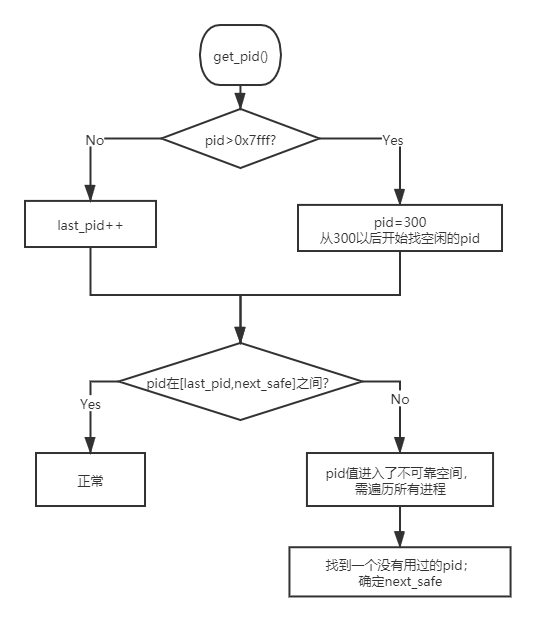 get_pid()
pid>0x7fff?
No
Yes
last_pid++
pid=300
从300以后开始找空闲的pid
pid在[last_pid,next_safe]之间?
Yes
No
正常
pid值进入了不可靠空间，
需遍历所有进程
找到一个没有用过的pid；
确定next_safe